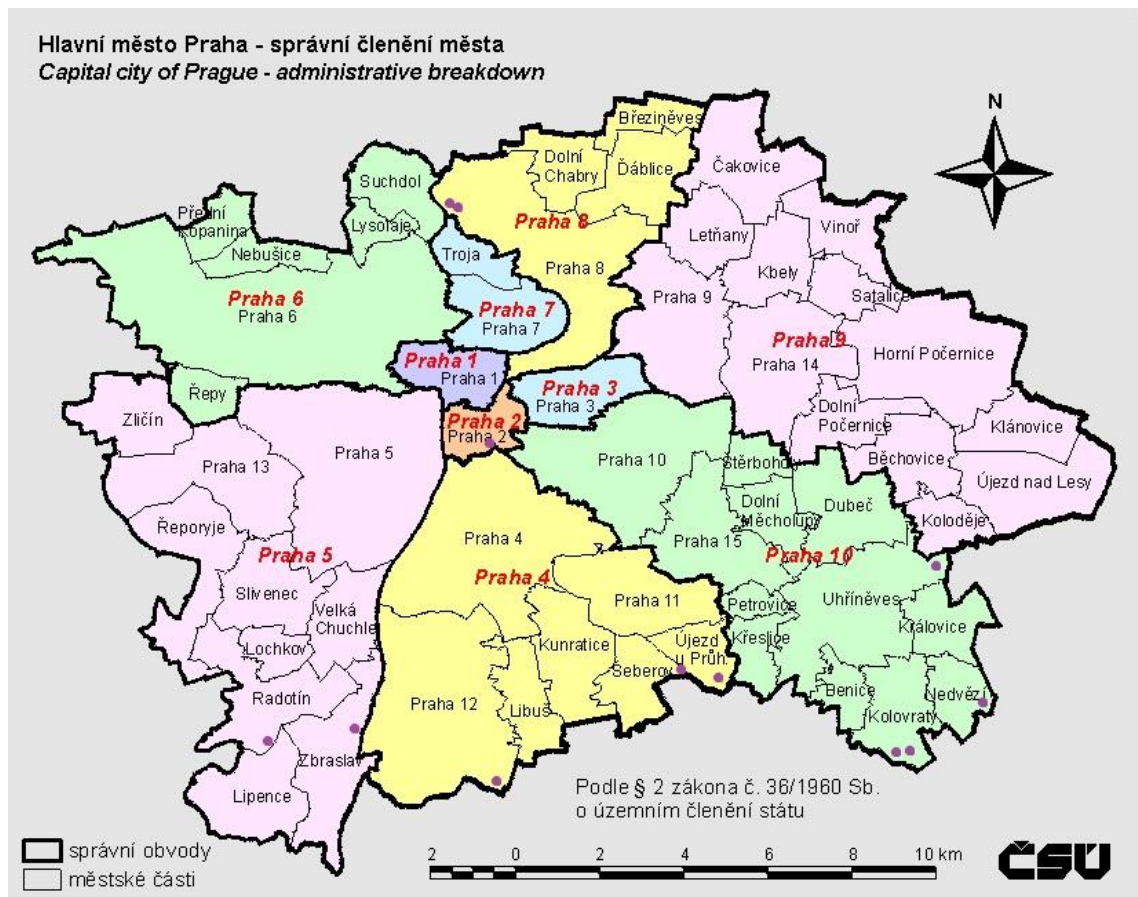 Hlavní město Praha - správní členění města
Capital city of Prague - administrative breakdown
N
Březiněves
Dolní
Chabry
Ďáblice
Čakovice
Suchdol
Přední
Kopanina
Lysolaje
Nebušice
Praha 8
Letňany
Vinoř
Troja
Praha 8
Kbely
Praha 6
Praha 6
Praha 9
Satalice
Praha 7
Praha 7
Praha 9
Praha 14
Horní Počernice
Praha 1
Praha 1
Praha 3
Praha 3
Řepy
Dolní
Počernice
Zličín
Praha 2
Praha 2
Klánovice
Praha 5
Praha 10
Štěrboholy
Běchovice
Praha 13
Újezd nad Lesy
Dolní
Měcholupy
Dubeč
Koloděje
Řeporyje
Praha 4
Praha 15
Praha 5
Praha 10
Praha 4
Slivenec
Velká
Chuchle
Praha 11
Petrovice
Uhříněves
Lochkov
Kunratice
Újezd
u Průh.
Křeslice
Královice
Šeberov
Radotín
Praha 12
Libuš
Benice
Nedvězí
Kolovraty
Zbraslav
Lipence
Podle § 2 zákona č. 36/1960 Sb.
o územním členění státu
správní obvody
městské části
2 0 2 4 6 8 10 km
ČSÚ